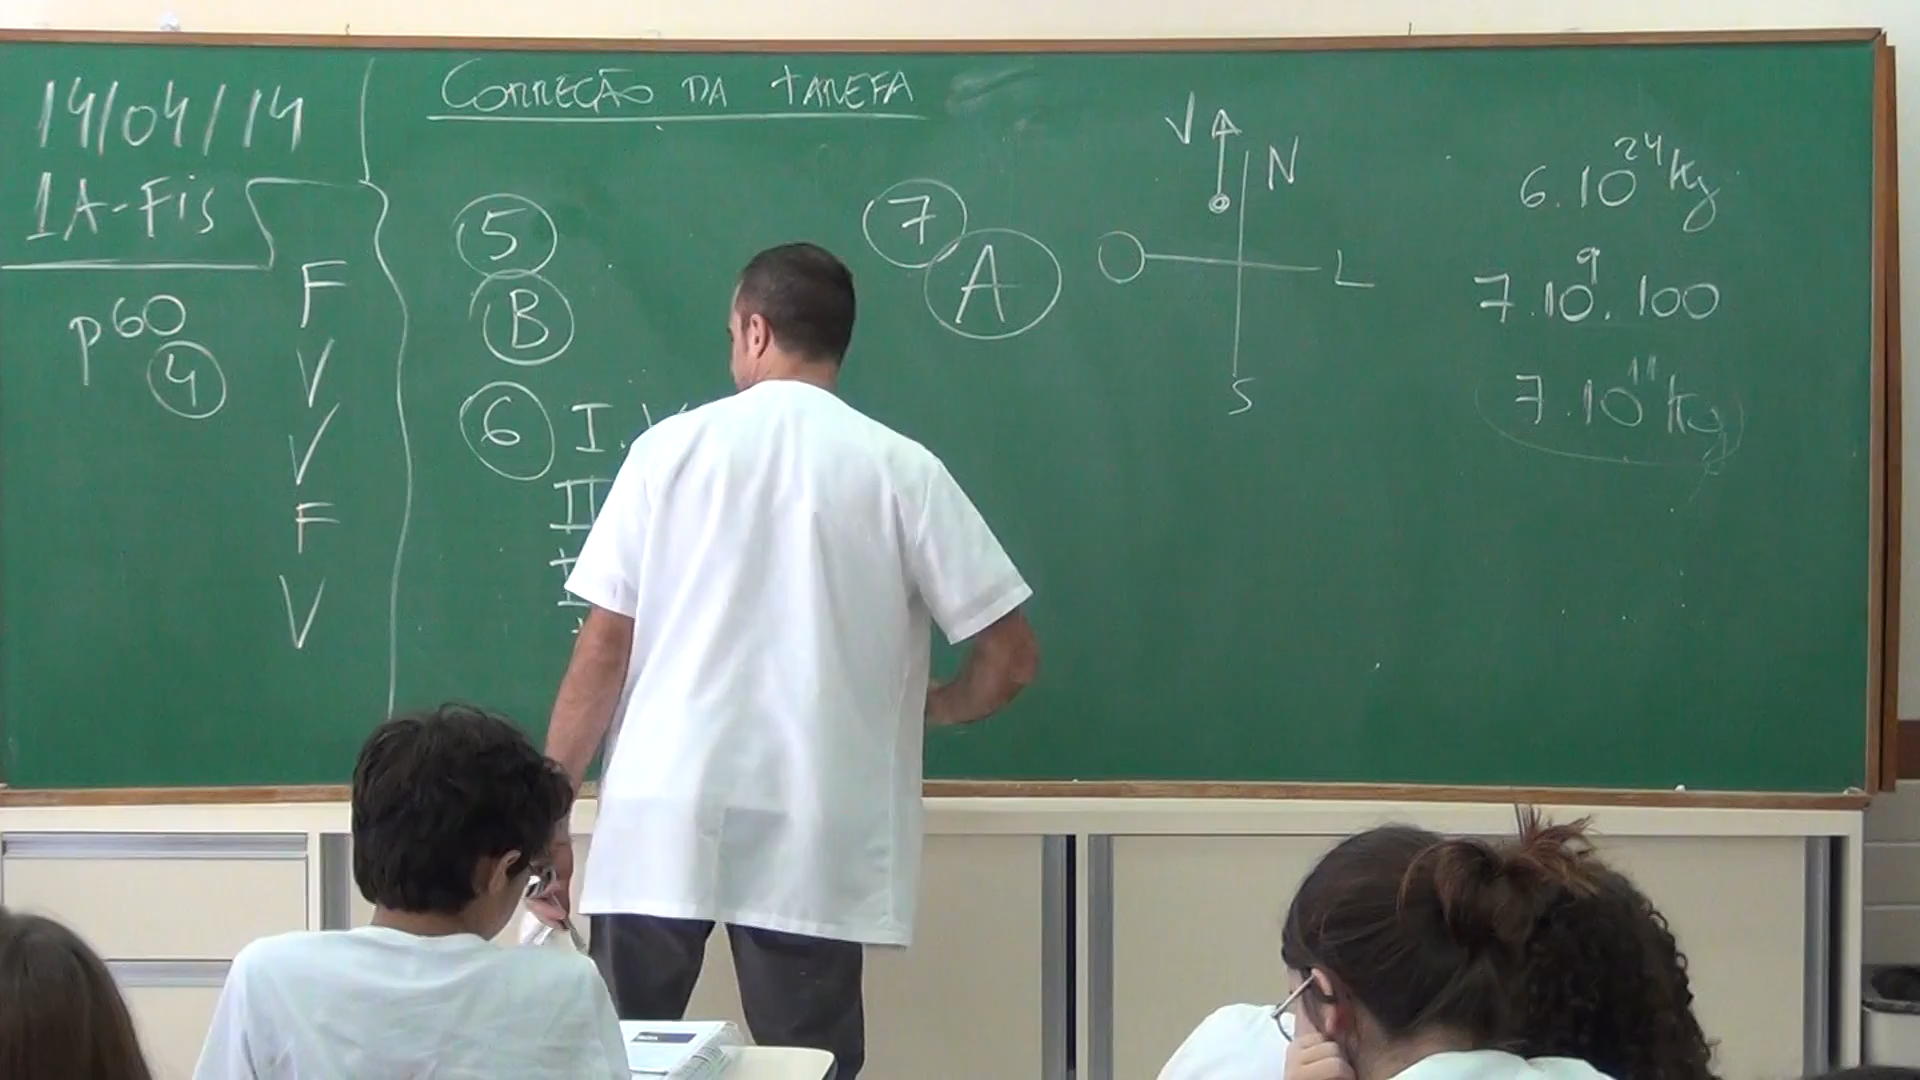 14/04/14
1A-Fis
p60
4
F
V
V
F
V
CORREÇÃO DA TAREFA
5
B
6 I. V
II
7
A
V
N
O L
S
6.10²⁴kg
7.10⁹.100
7.10¹¹kg